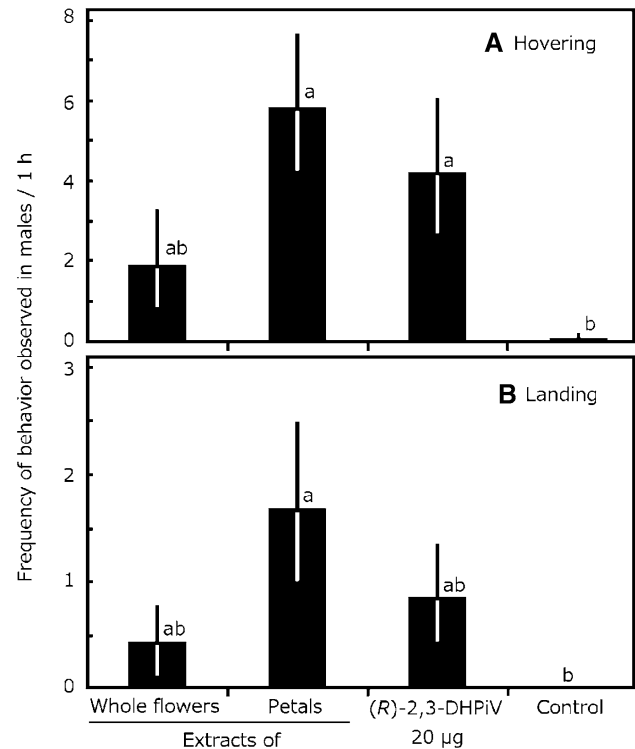 Frequency of behavior observed in males / 1 h
8
6
4
2
0
A Hovering
ab
a
a
b
3
2
1
0
B Landing
ab
a
ab
b
Whole flowers
Petals
(R)-2,3-DHPiV
Control
Extracts of
20 µg